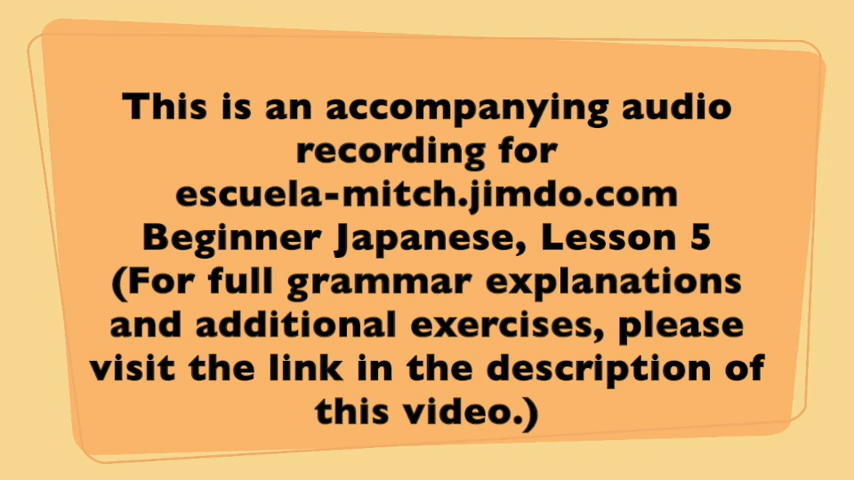 This is an accompanying audio
recording for
escuela-mitch.jimdo.com
Beginner Japanese, Lesson 5
(For full grammar explanations
and additional exercises, please
visit the link in the description of
this video.)